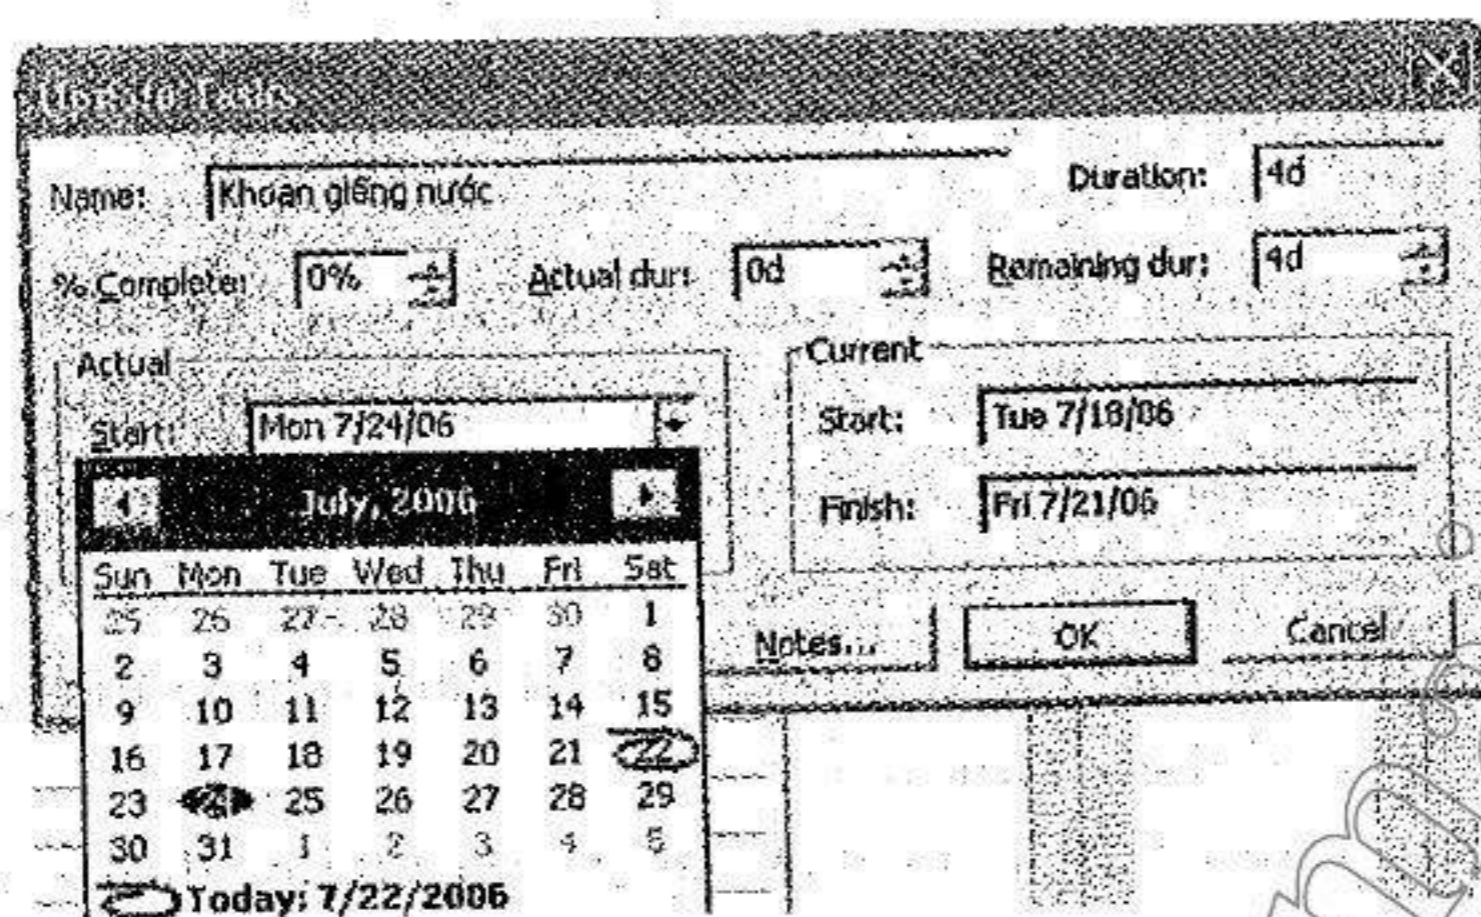 Update Tasks
Name: Khoan giếng nước Duration: 4d
% Complete: 0% Actual dur: 0d Remaining dur: 4d
Actual
Current
Start: Mon 7/24/06
Start: Tue 7/18/06
Finish: Fri 7/21/06
July, 2006
Sun Mon Tue Wed Thu Fri Sat
25 26 27 28 29 30 1
2 3 4 5 6 7 8
9 10 11 12 13 14 15
16 17 18 19 20 21 22
23 24 25 26 27 28 29
30 31 1 2 3 4 5
Today: 7/22/2006
Notes... OK Cancel